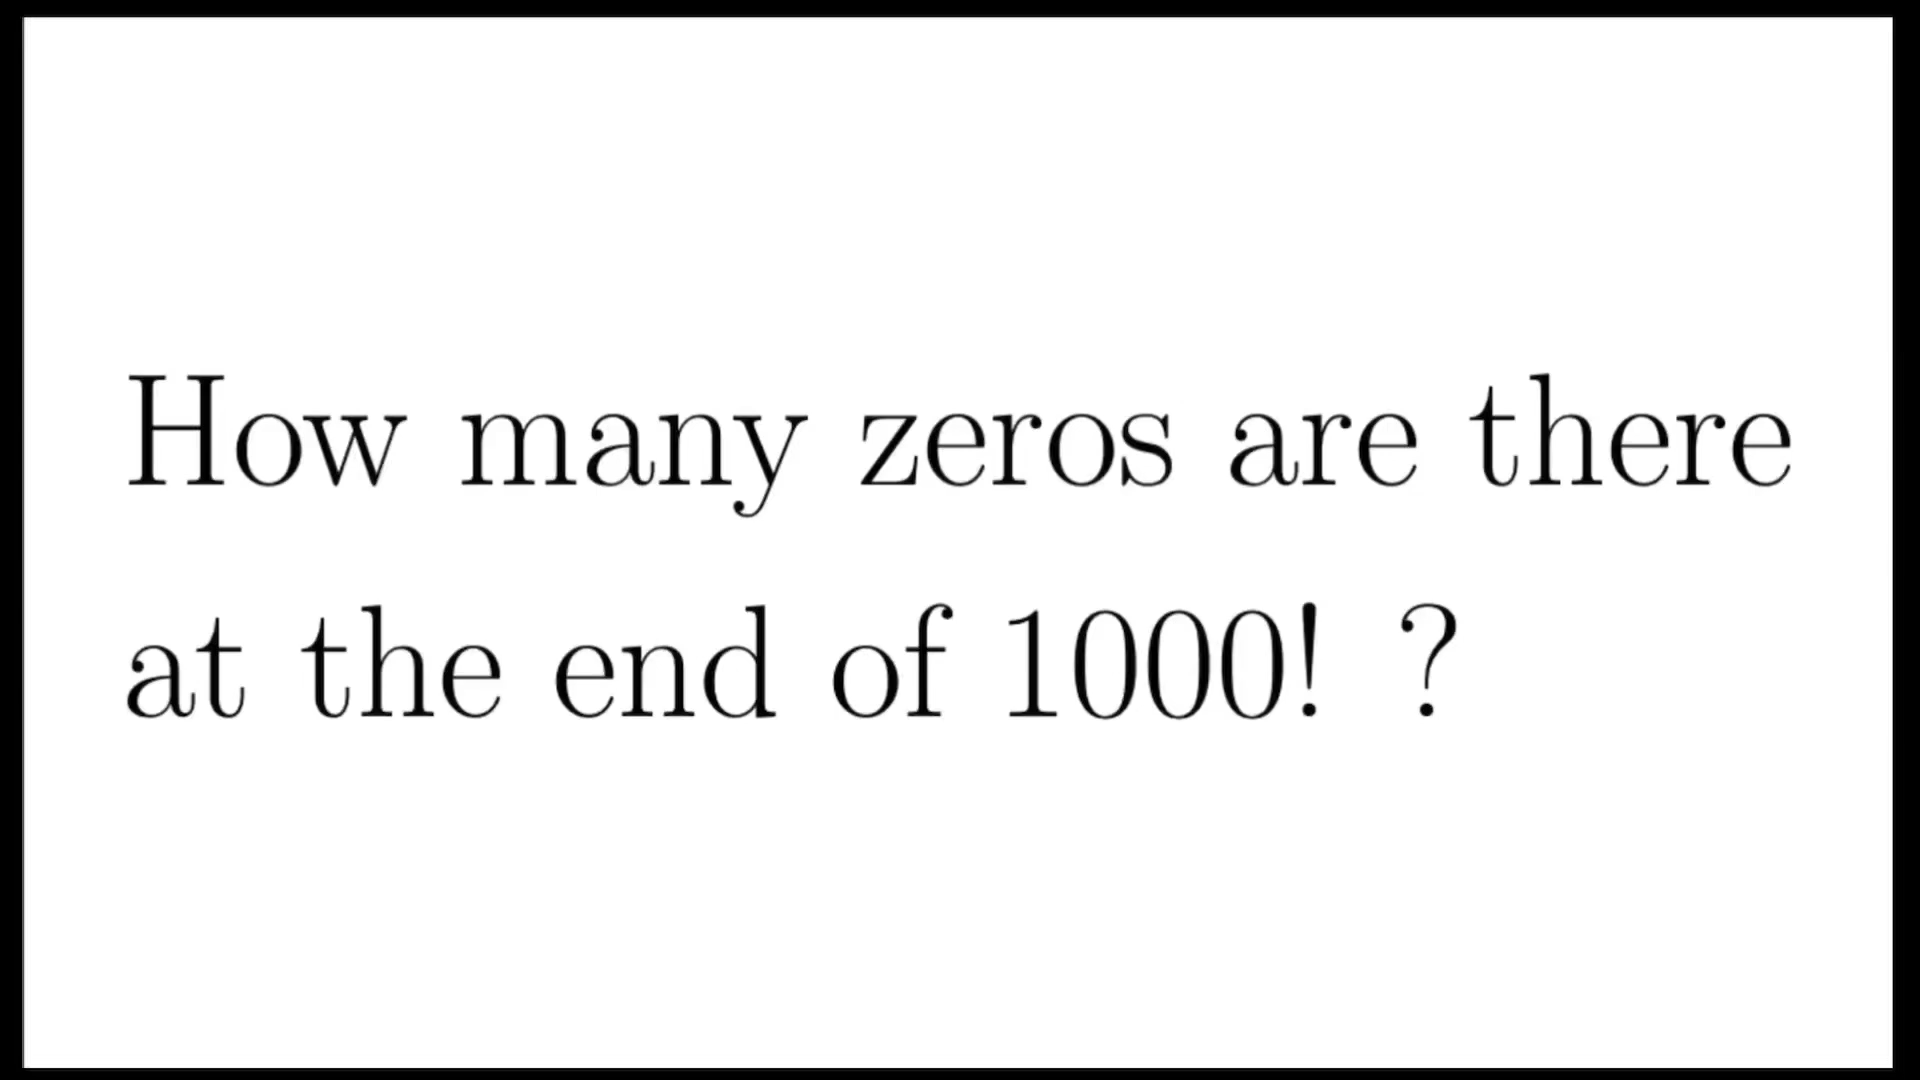 How many zeros are there
at the end of 1000! ?